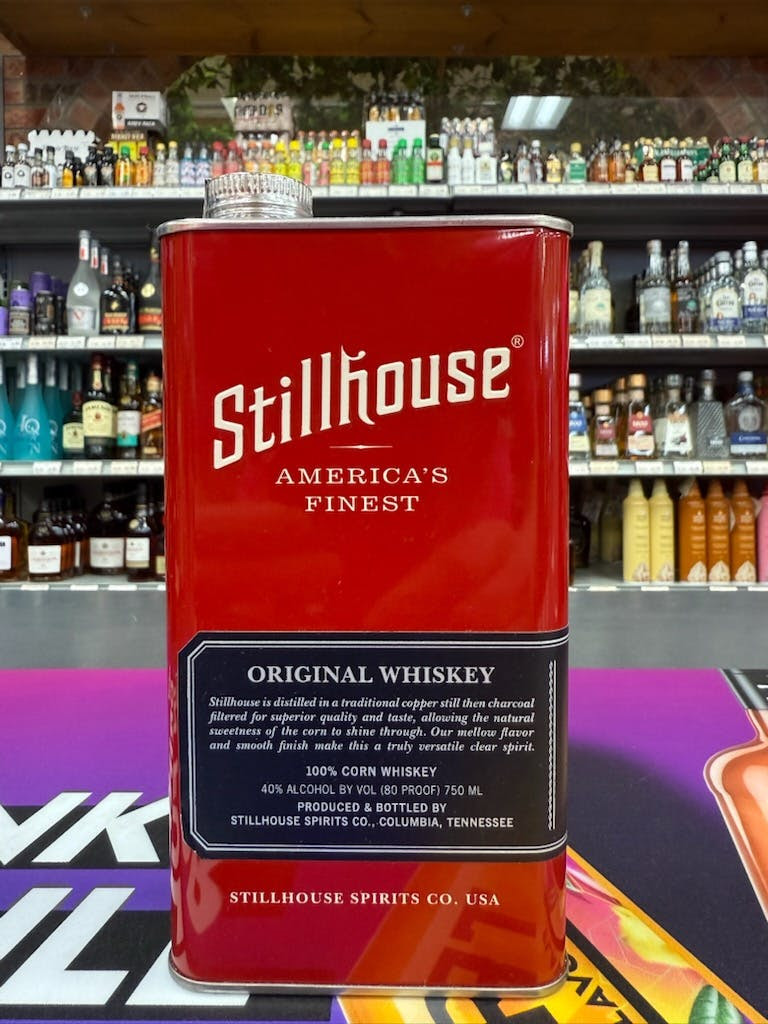 Stillhouse®
AMERICA'S
FINEST
ORIGINAL WHISKEY
Stillhouse is distilled in a traditional copper still then charcoal
filtered for superior quality and taste, allowing the natural
sweetness of the corn to shine through. Our mellow flavor
and smooth finish make this a truly versatile clear spirit.
100% CORN WHISKEY
40% ALCOHOL BY VOL (80 PROOF) 750 ML
PRODUCED & BOTTLED BY
STILLHOUSE SPIRITS CO., COLUMBIA, TENNESSEE
STILLHOUSE SPIRITS CO. USA